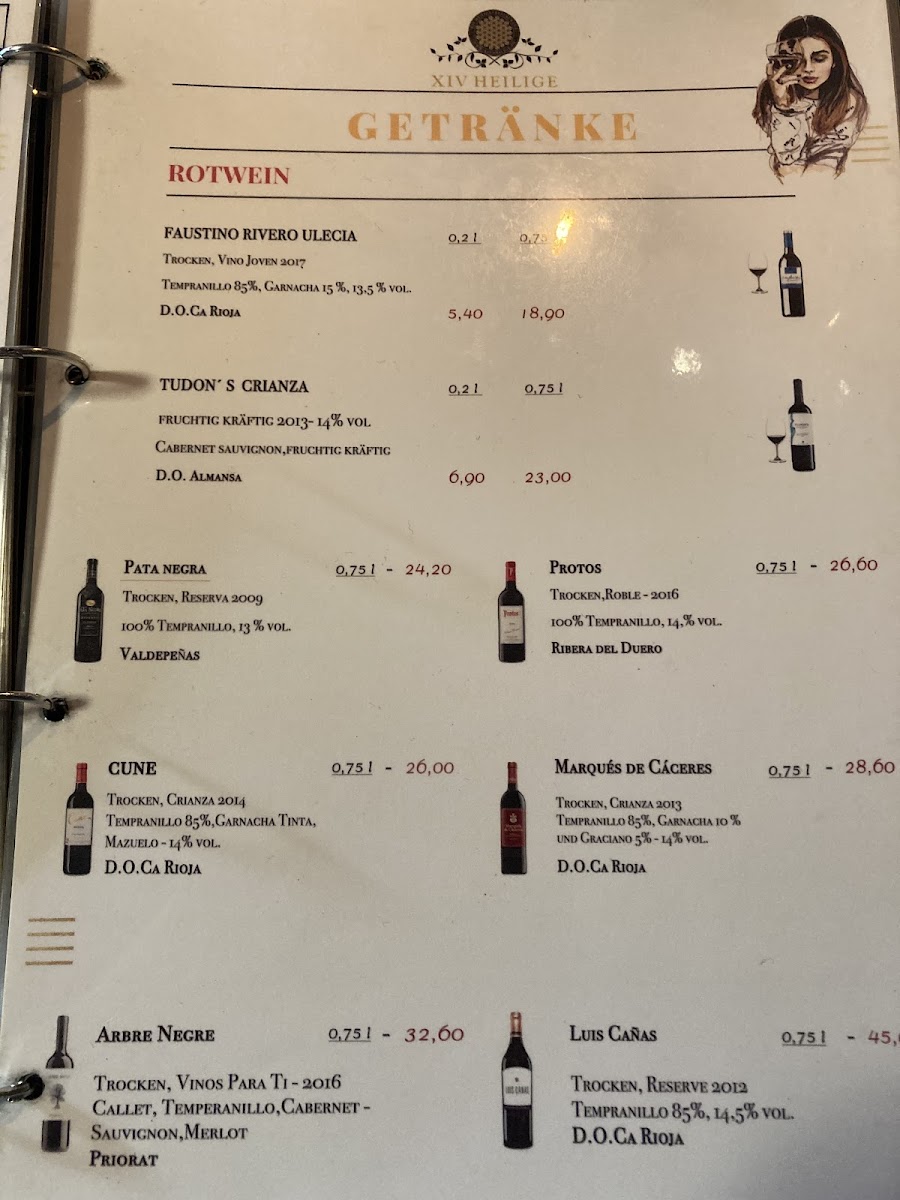 XIV HEILIGE
GETRÄNKE
ROTWEIN
FAUSTINO RIVERO ULECIA 0,2 l
TROCKEN, VINO JOVEN 2017
TEMPRANILLO 85%, GARNACHA 15 %, 13,5 % VOL.
D.O.CA RIOJA 5,40 18,90
TUDON´ S CRIANZA 0,2 l 0,75 l
FRUCHTIG KRÄFTIG 2013- 14% VOL
CABERNET SAUVIGNON,FRUCHTIG KRÄFTIG
D.O. ALMANSA 6,90 23,00
PATA NEGRA 0,75 l - 24,20
TROCKEN, RESERVA 2009
100% TEMPRANILLO, 13 % VOL.
VALDEPEÑAS
PROTOS 0,75 l - 26,60
TROCKEN,ROBLE - 2016
100% TEMPRANILLO, 14,% VOL.
RIBERA DEL DUERO
CUNE 0,75 l - 26,00
TROCKEN, CRIANZA 2014
TEMPRANILLO 85%,GARNACHA TINTA,
MAZUELO - 14% VOL.
D.O.CA RIOJA
MARQUÉS DE CÁCERES 0,75 l - 28,60
TROCKEN, CRIANZA 2013
TEMPRANILLO 85%, GARNACHA 10 %
UND GRACIANO 5% - 14% VOL.
D.O.CA RIOJA
ARBRE NEGRE 0,75 l - 32,60
TROCKEN, VINOS PARA TI - 2016
CALLET, TEMPERANILLO,CABERNET -
SAUVIGNON,MERLOT
PRIORAT
LUIS CAÑAS 0,75 l - 45,
TROCKEN, RESERVE 2012
TEMPRANILLO 85%, 14,5% VOL.
D.O.CA RIOJA
LUIS CAÑAS